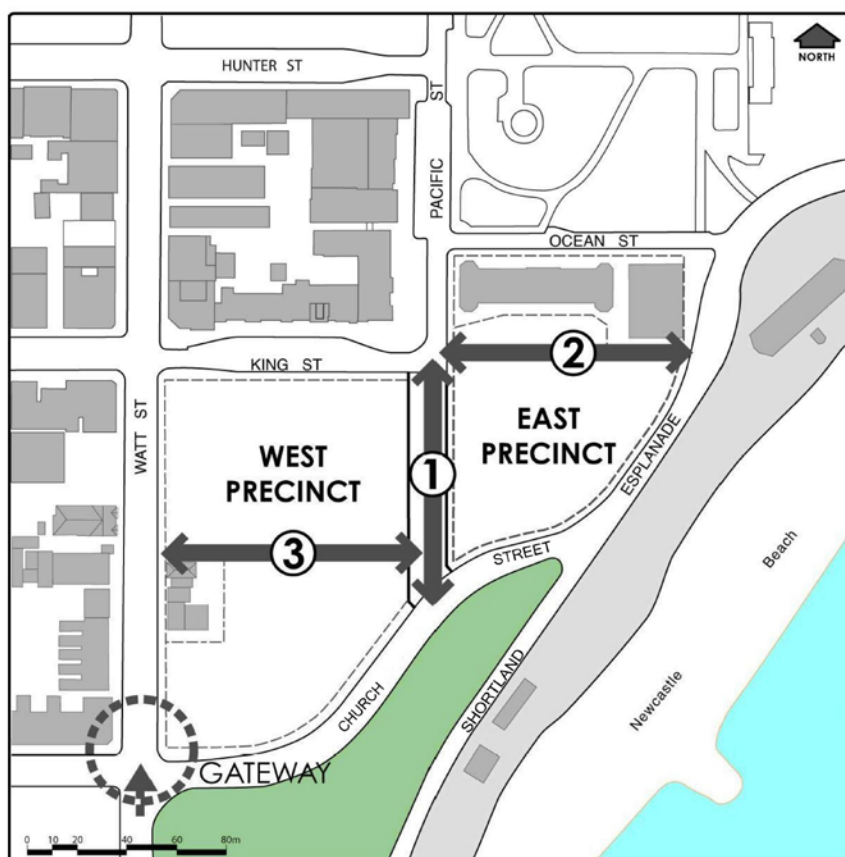 NORTH
HUNTER ST
PACIFIC ST
OCEAN ST
KING ST
WATT ST
2
EAST
PRECINCT
WEST
PRECINCT
1
3
ESPLANADE
STREET
Beach
CHURCH
SHORTLAND
Newcastle
GATEWAY
0 10 20 40 60 80m